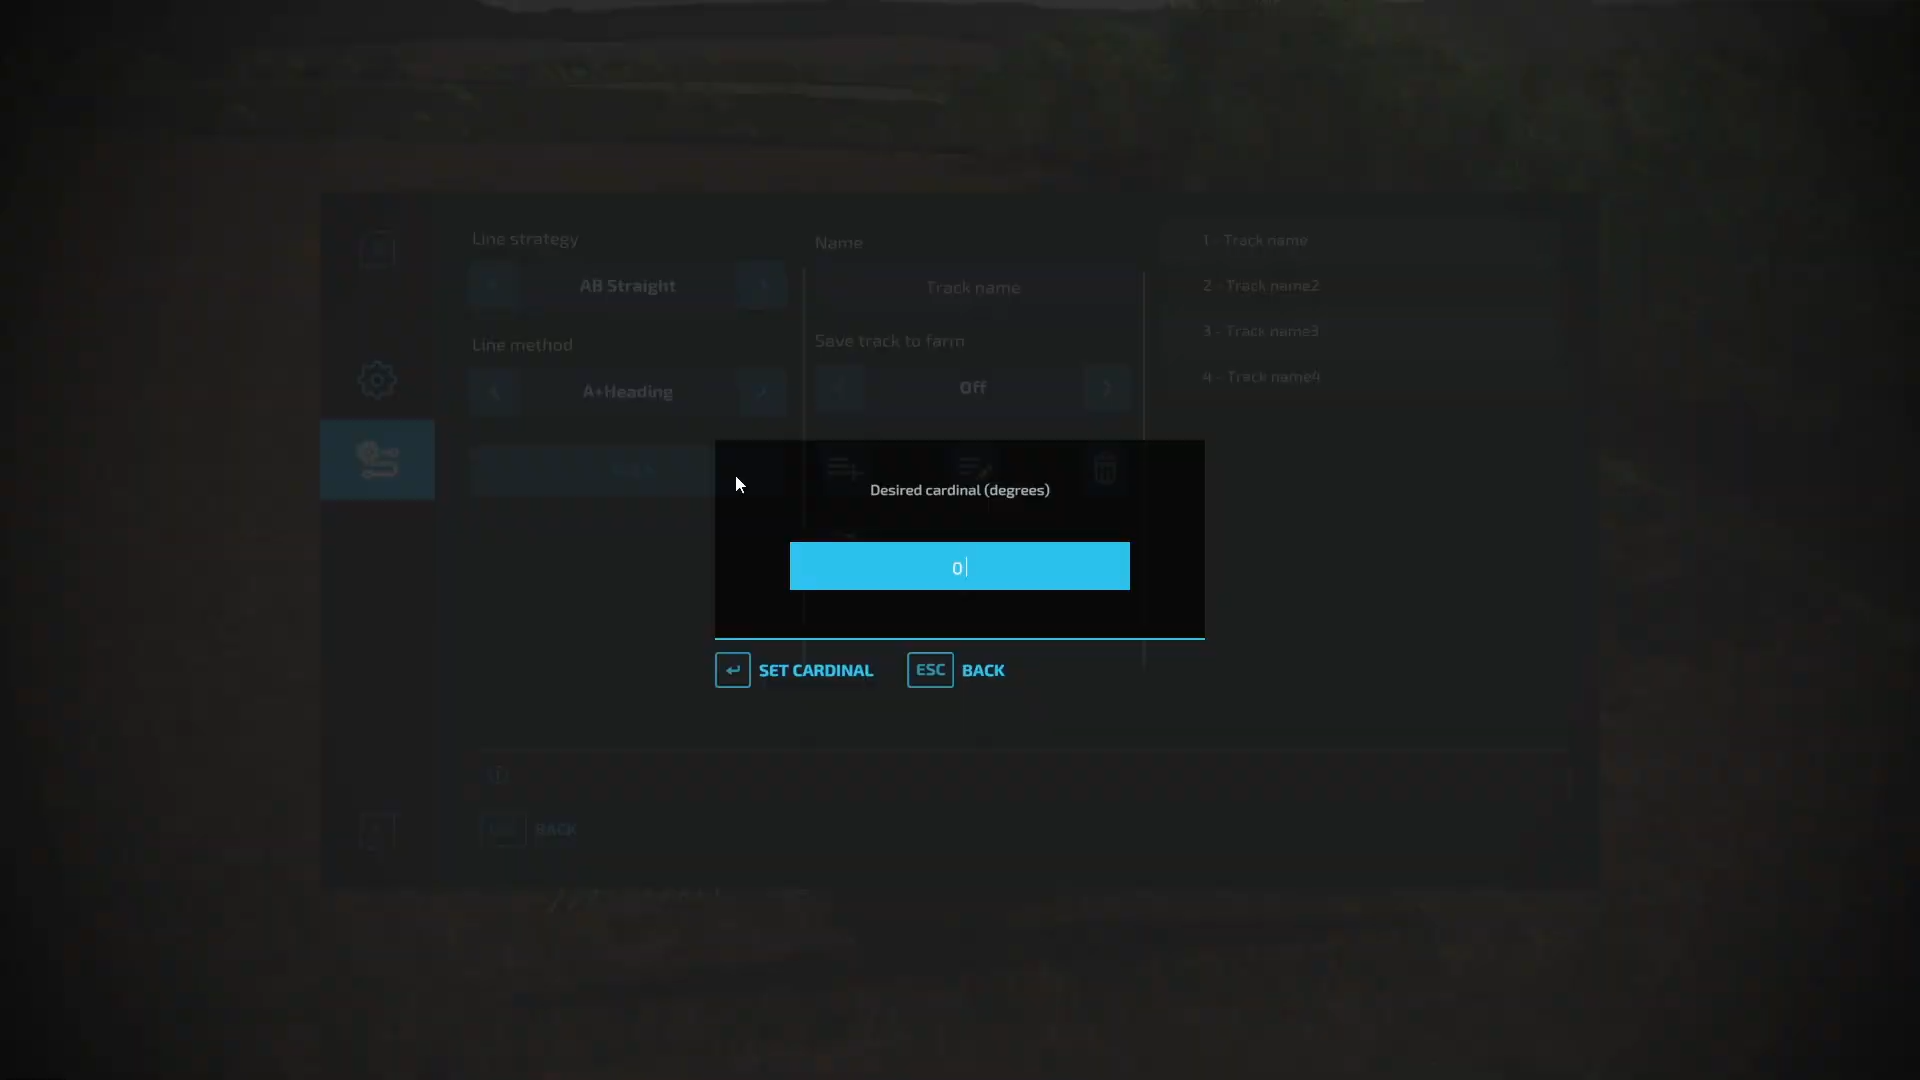 Line strategy
AB Straight
Line method
A+Heading
Name
Track name
Save track to farm
Off
1 - Track name
2 - Track name2
3 - Track name3
4 - Track name4
Desired cardinal (degrees)
0
SET CARDINAL
ESC BACK
BACK